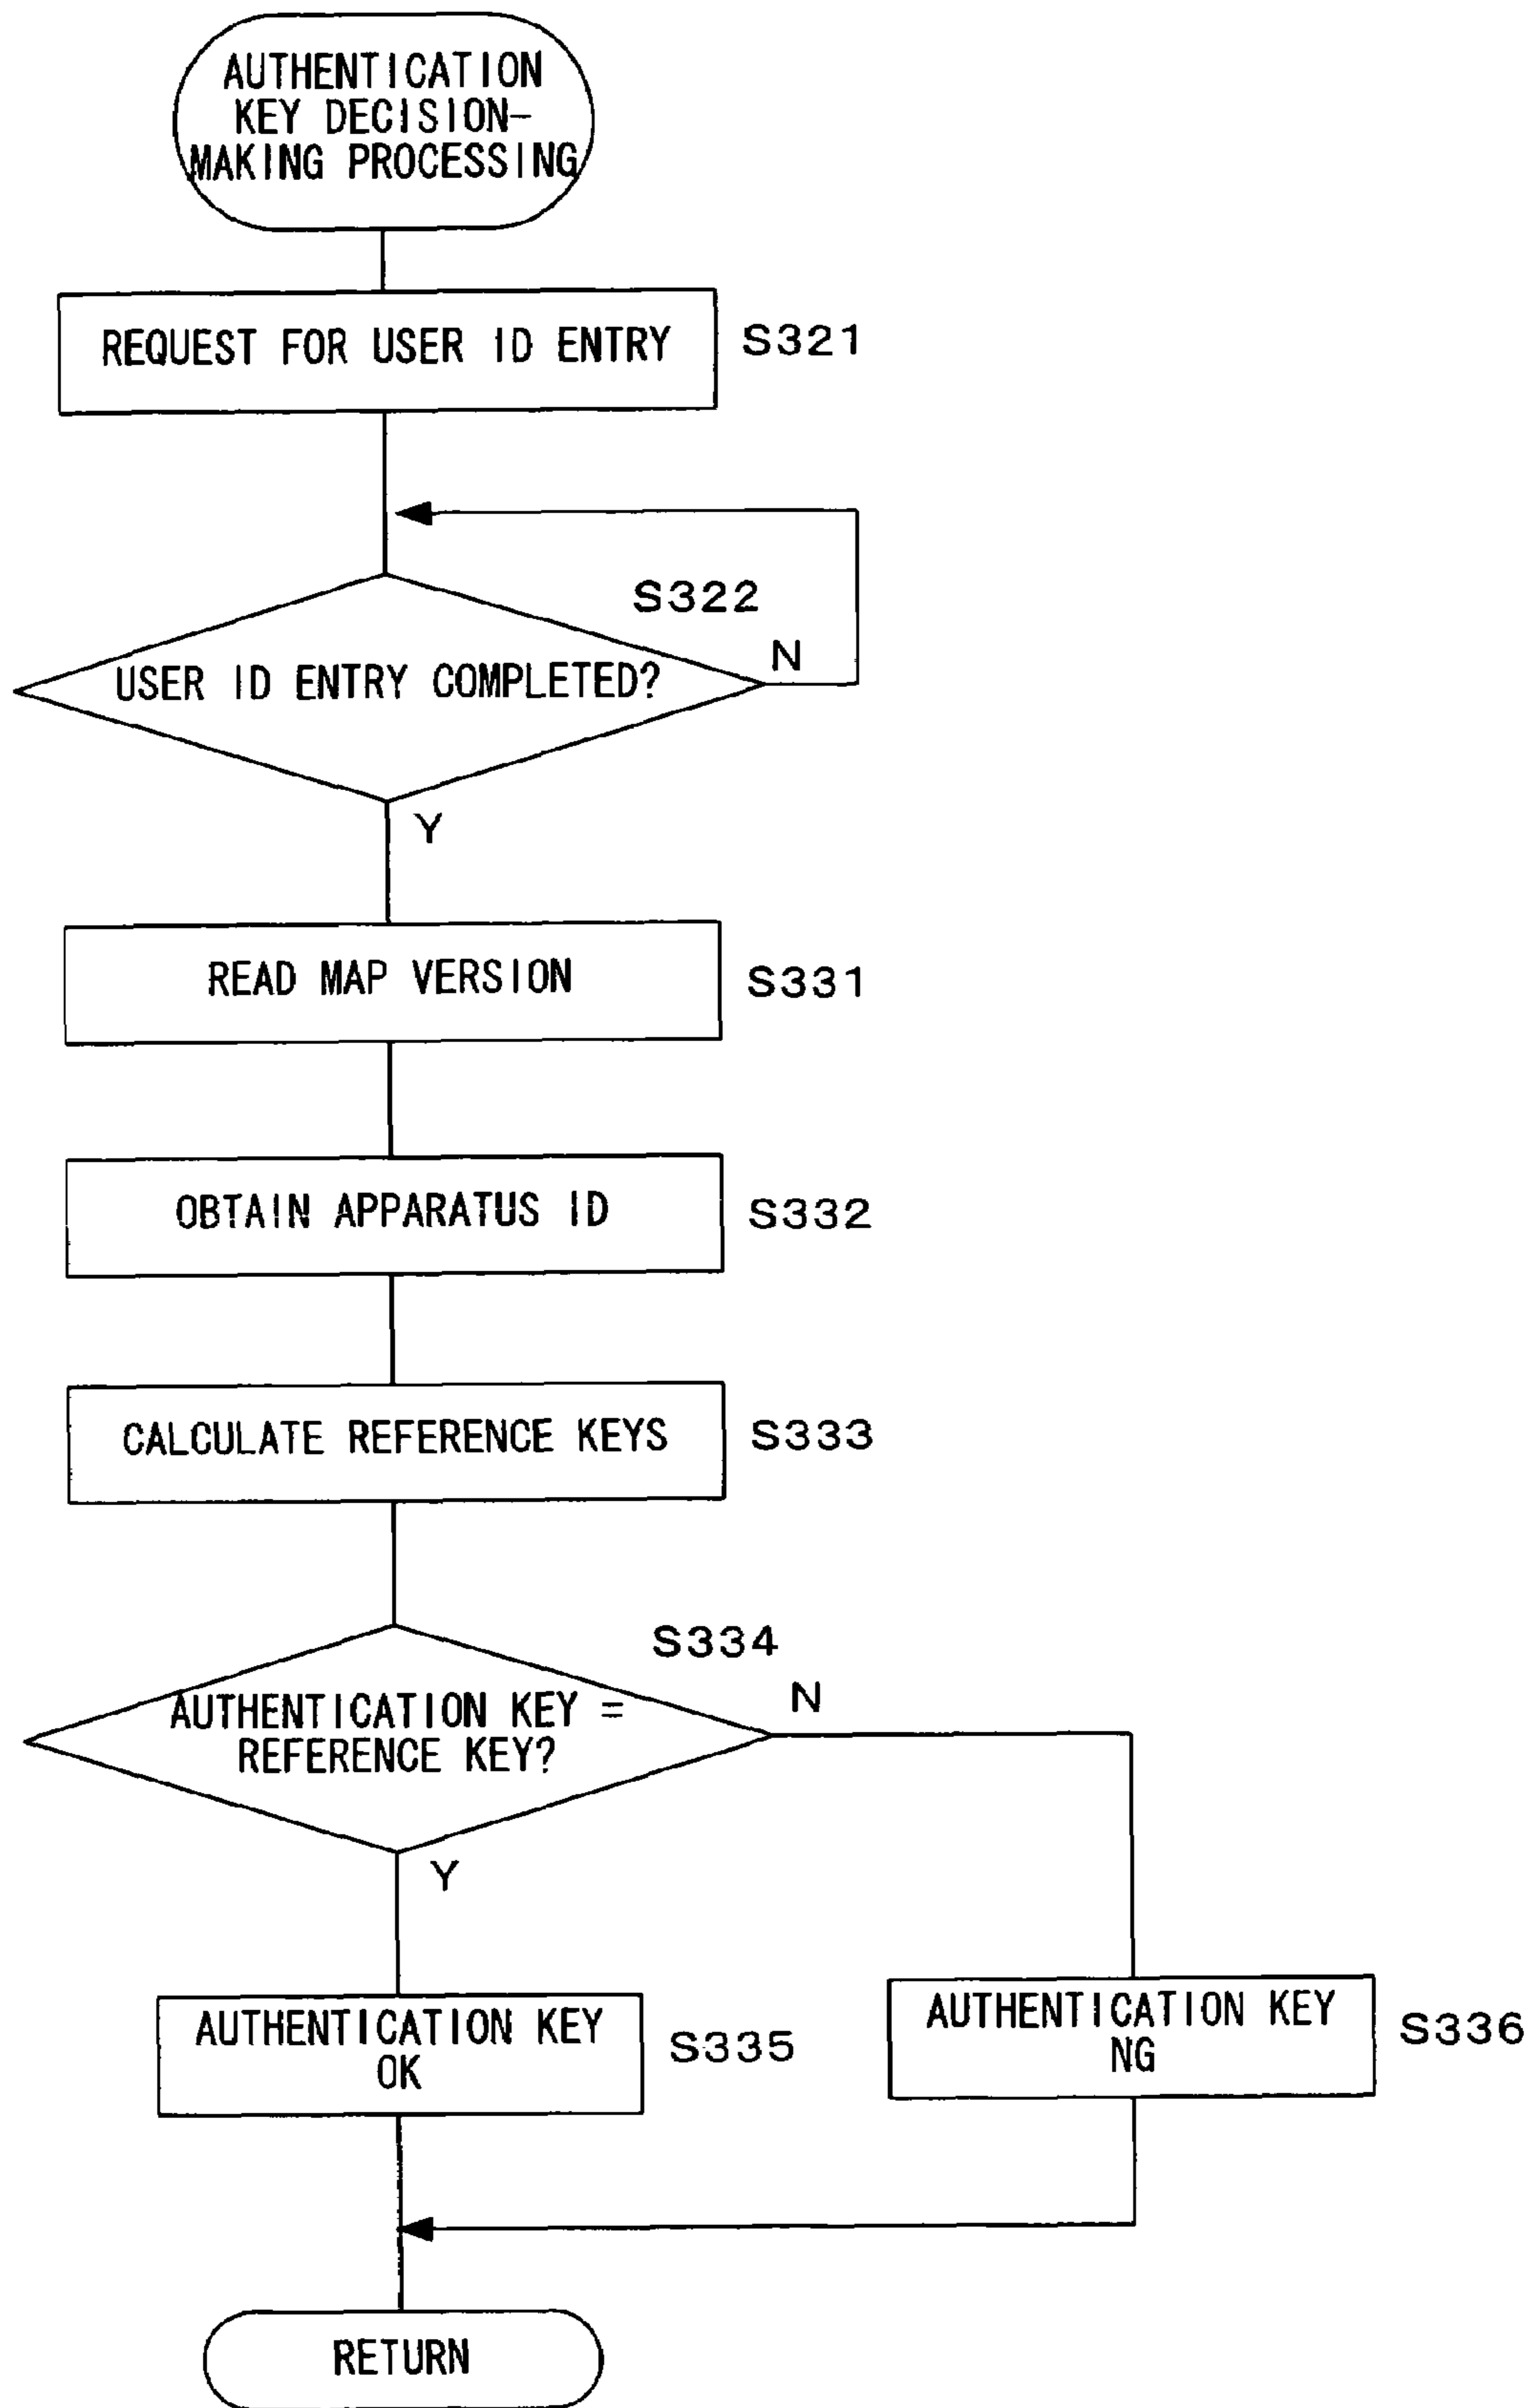 AUTHENTICATION
KEY DECISION-
MAKING PROCESSING
REQUEST FOR USER ID ENTRY
S321
S322
N
USER ID ENTRY COMPLETED?
Y
READ MAP VERSION
S331
OBTAIN APPARATUS ID
S332
CALCULATE REFERENCE KEYS
S333
S334
N
AUTHENTICATION KEY =
REFERENCE KEY?
Y
AUTHENTICATION KEY
OK
S335
AUTHENTICATION KEY
NG
S336
RETURN